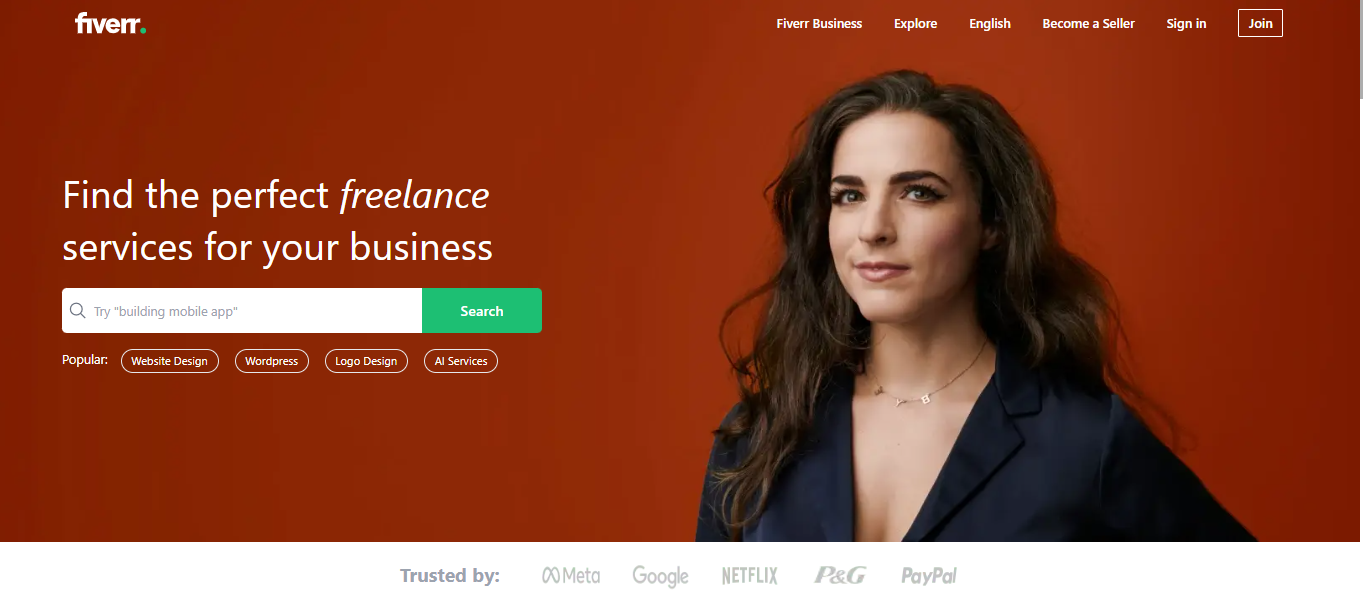 fiverr.
Fiverr Business Explore English Become a Seller Sign in Join
Find the perfect freelance
services for your business
Try "building mobile app" Search
Popular: Website Design Wordpress Logo Design AI Services
Y B
Trusted by: Meta Google NETFLIX P&G PayPal